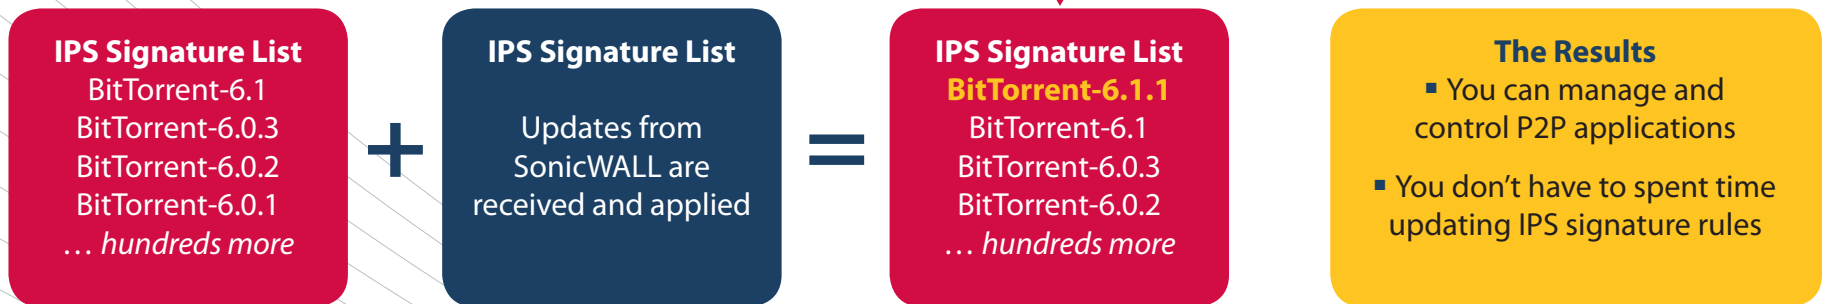 IPS Signature List
BitTorrent-6.1
BitTorrent-6.0.3
BitTorrent-6.0.2
BitTorrent-6.0.1
… hundreds more
+
IPS Signature List
Updates from
SonicWALL are
received and applied
=
IPS Signature List
BitTorrent-6.1.1
BitTorrent-6.1
BitTorrent-6.0.3
BitTorrent-6.0.2
… hundreds more
The Results
▪ You can manage and
control P2P applications
▪ You don’t have to spent time
updating IPS signature rules